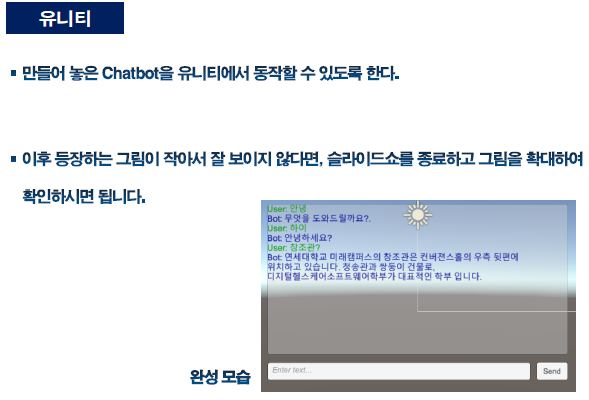 유니티
▪ 만들어 놓은 Chatbot을 유니티에서 동작할 수 있도록 한다.
▪ 이후 등장하는 그림이 작아서 잘 보이지 않다면, 슬라이드쇼를 종료하고 그림을 확대하여
확인하시면 됩니다.
User: 안녕
Bot: 무엇을 도와드릴까요?.
User: 하이
Bot: 안녕하세요?
User: 창조관?
Bot: 연세대학교 미래캠퍼스의 창조관은 컨버젼스홀의 우측 뒷편에
위치하고 있습니다. 정송관과 쌍둥이 건물로,
디지털헬스케어소프트웨어학부가 대표적인 학부 입니다.
Enter text...
Send
완성 모습